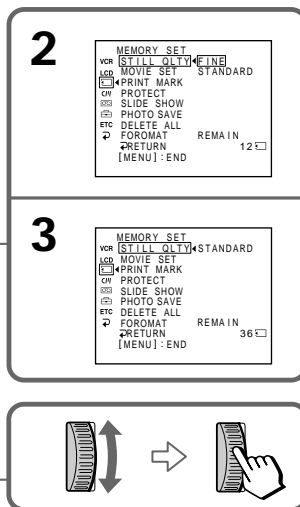 2
MEMORY SET
VCR STILL QLTY FINE
LCD MOVIE SET STANDARD
PRINT MARK
C/M PROTECT
SLIDE SHOW
PHOTO SAVE
ETC DELETE ALL
FOROMAT REMAIN
RETURN 12
[MENU] : END
3
MEMORY SET
VCR STILL QLTY STANDARD
LCD MOVIE SET
PRINT MARK
C/M PROTECT
SLIDE SHOW
PHOTO SAVE
ETC DELETE ALL
FOROMAT REMAIN
RETURN 36
[MENU] : END